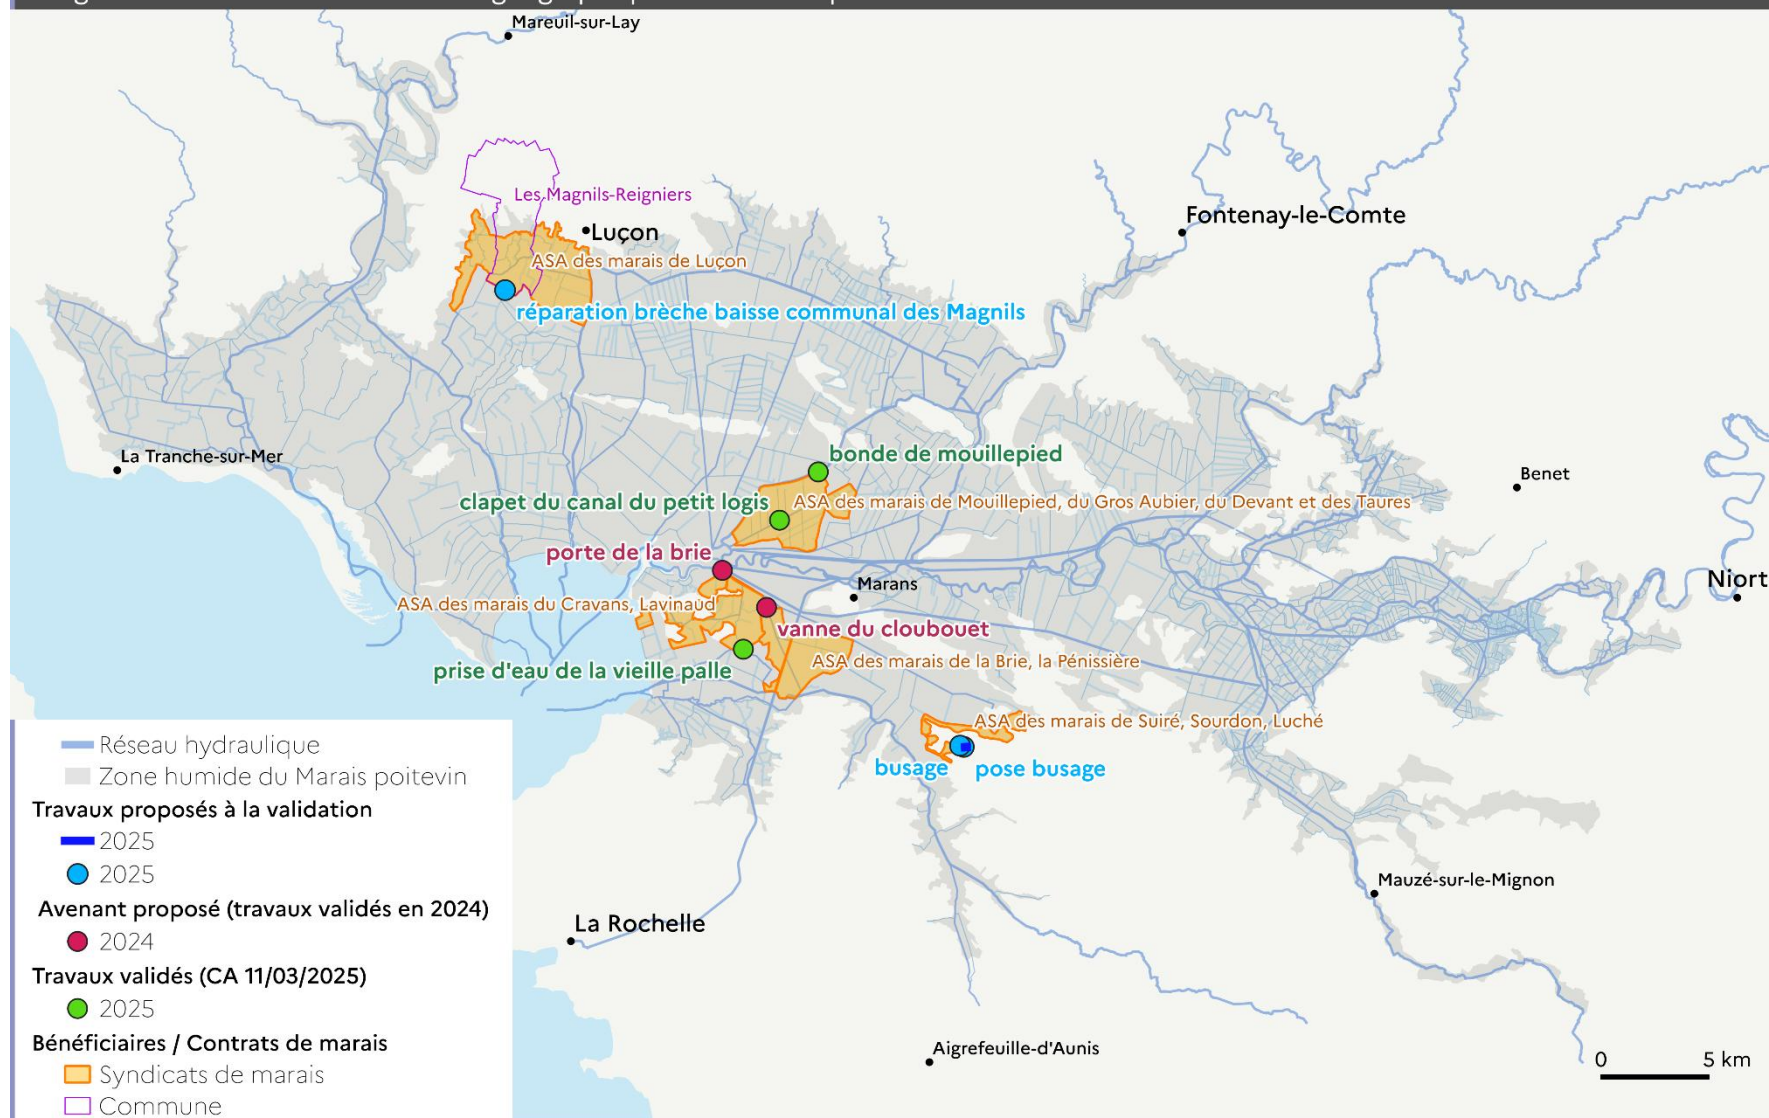 Mareuil-sur-Lay
Les Magnils-Reigniers
Luçon
Fontenay-le-Comte
ASA des marais de Luçon
réparation brèche baisse communal des Magnils
La Tranche-sur-Mer
bonde de mouillepied
Benet
clapet du canal du petit logis
ASA des marais de Mouillepied, du Gros Aubier, du Devant et des Taures
porte de la brie
Marans
Niort
ASA des marais du Cravans, Lavinaud
vanne du cloubouet
ASA des marais de la Brie, la Pénissière
prise d'eau de la vieille palle
ASA des marais de Suiré, Sourdon, Luché
busage
pose busage
Réseau hydraulique
Zone humide du Marais poitevin
Travaux proposés à la validation
2025
2025
Avenant proposé (travaux validés en 2024)
2024
Travaux validés (CA 11/03/2025)
2025
Bénéficiaires / Contrats de marais
Syndicats de marais
Commune
Mauzé-sur-le-Mignon
La Rochelle
Aigrefeuille-d'Aunis
0 5 km